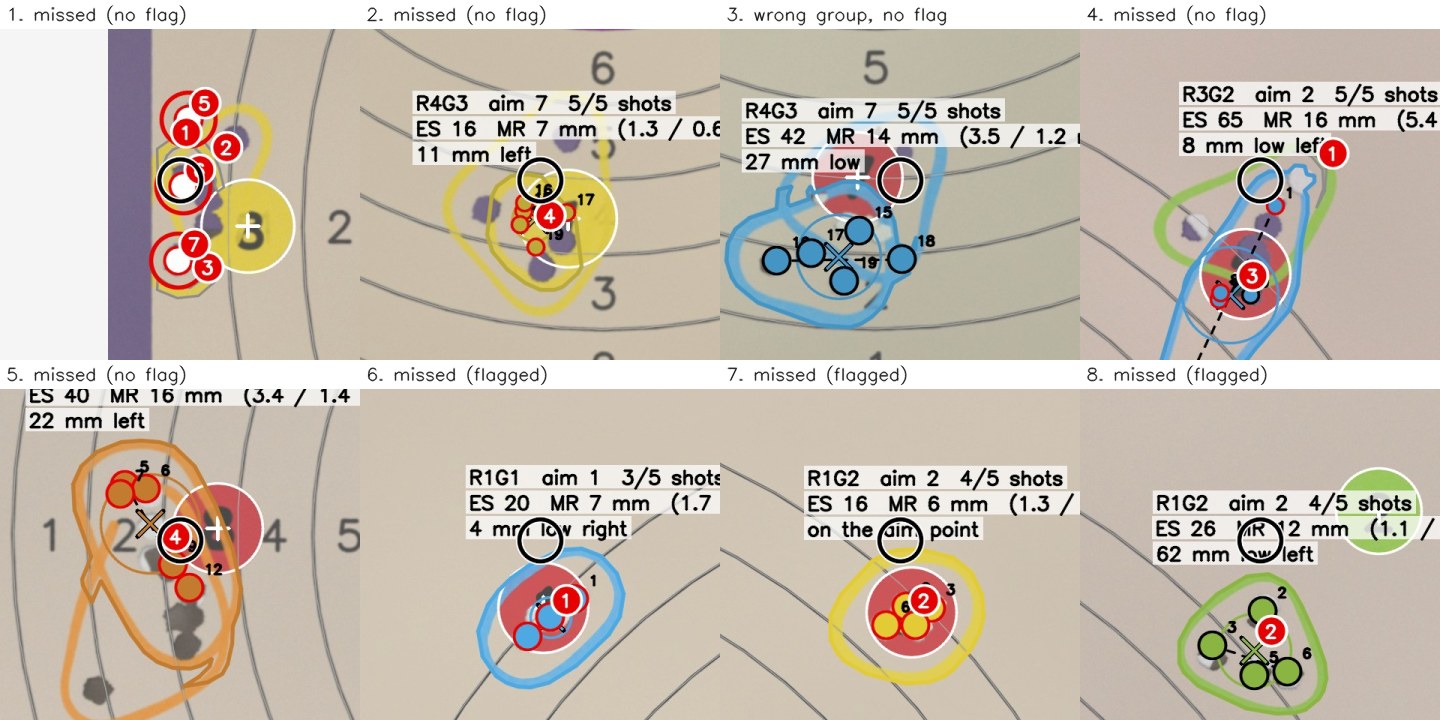 1. missed (no flag)
2. missed (no flag)
3. wrong group, no flag
4. missed (no flag)
5
1
2
7
3
2
6
R4G3 aim 7 5/5 shots
ES 16 MR 7 mm (1.3 / 0.6
11 mm left
16
17
4
19
3
5
R4G3 aim 7 5/5 shots
ES 42 MR 14 mm (3.5 / 1.2
27 mm low
15
17
18
19
1
R3G2 aim 2 5/5 shots
ES 65 MR 16 mm (5.4
8 mm low left
1
1
3
5. missed (no flag)
6. missed (flagged)
7. missed (flagged)
8. missed (flagged)
ES 40 MR 16 mm (3.4 / 1.4
22 mm left
5
6
1
2
4
4
5
12
R1G1 aim 1 3/5 shots
ES 20 MR 7 mm (1.7
4 mm low right
1
1
R1G2 aim 2 4/5 shots
ES 16 MR 6 mm (1.3 /
on the aim point
3
2
6
R1G2 aim 2 4/5 shots
ES 26 MR 12 mm (1.1 /
62 mm low left
2
3
2
5
6